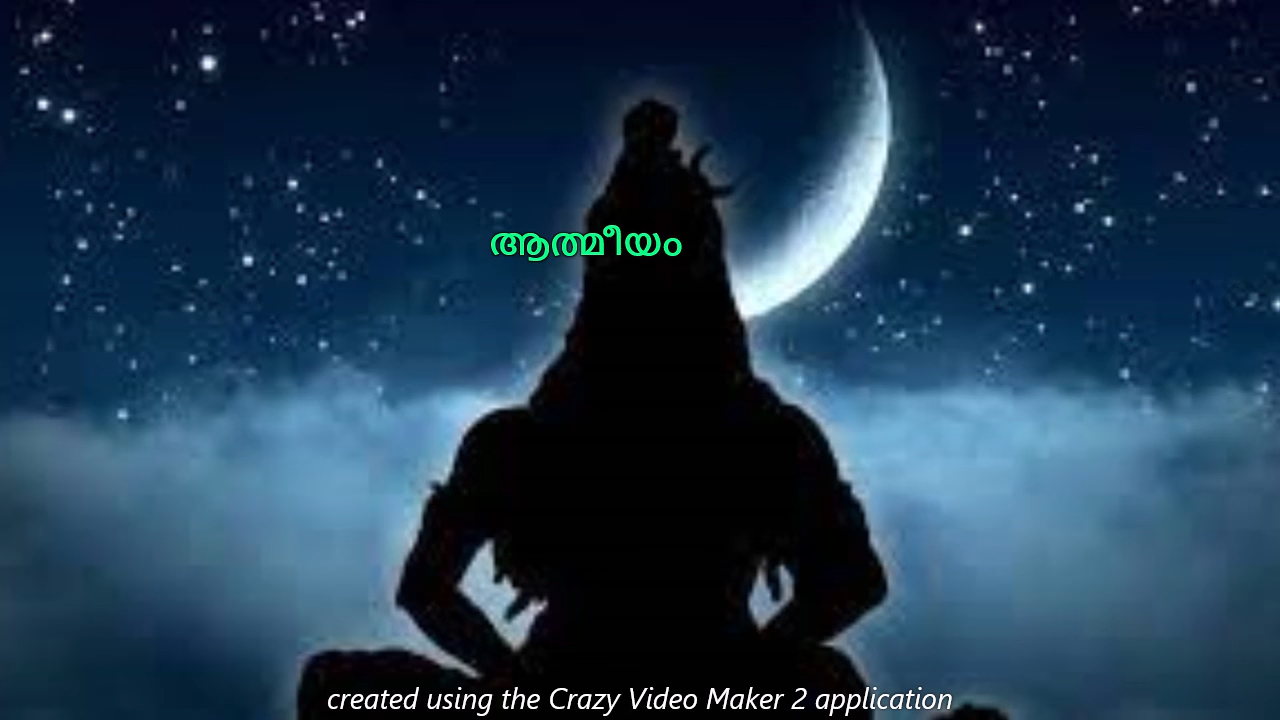 ആത്മീയം
created using the Crazy Video Maker 2 application